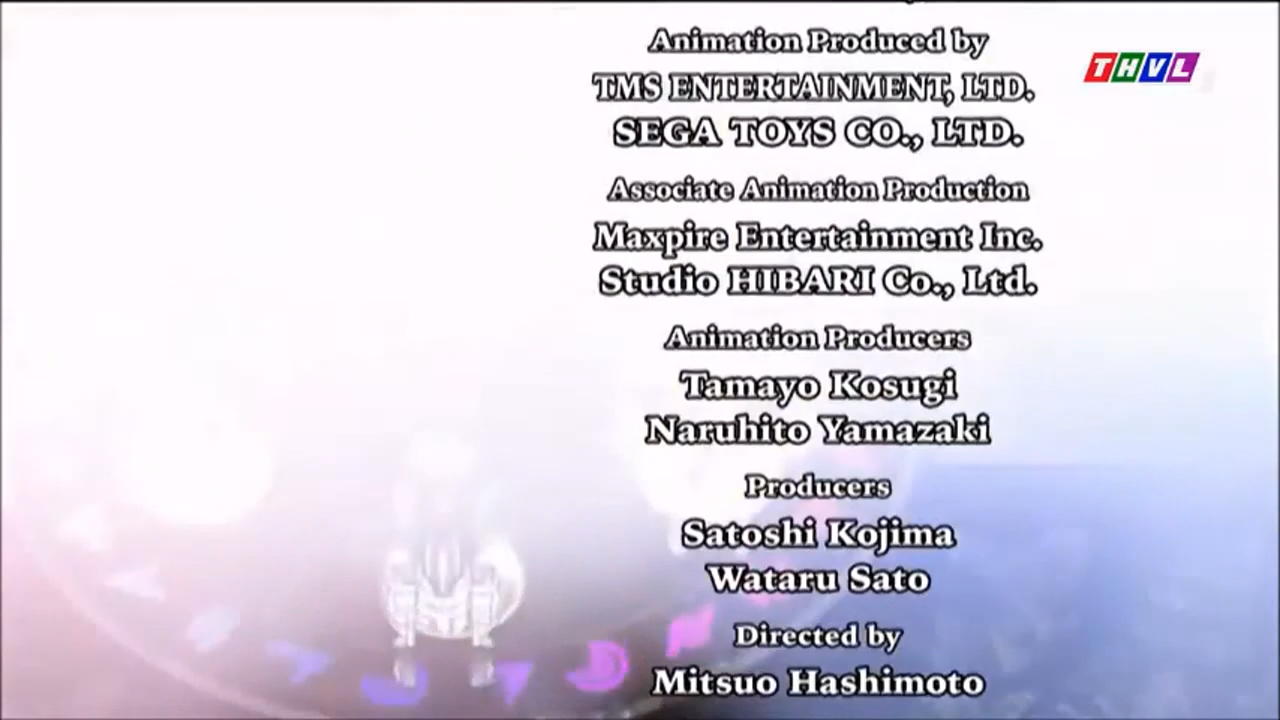 Animation Produced by
THVL
TMS ENTERTAINMENT, LTD.
SEGA TOYS CO., LTD.
Associate Animation Production
Maxpire Entertainment Inc.
Studio HIBARI Co., Ltd.
Animation Producers
Tamayo Kosugi
Naruhito Yamazaki
Producers
Satoshi Kojima
Wataru Sato
Directed by
Mitsuo Hashimoto